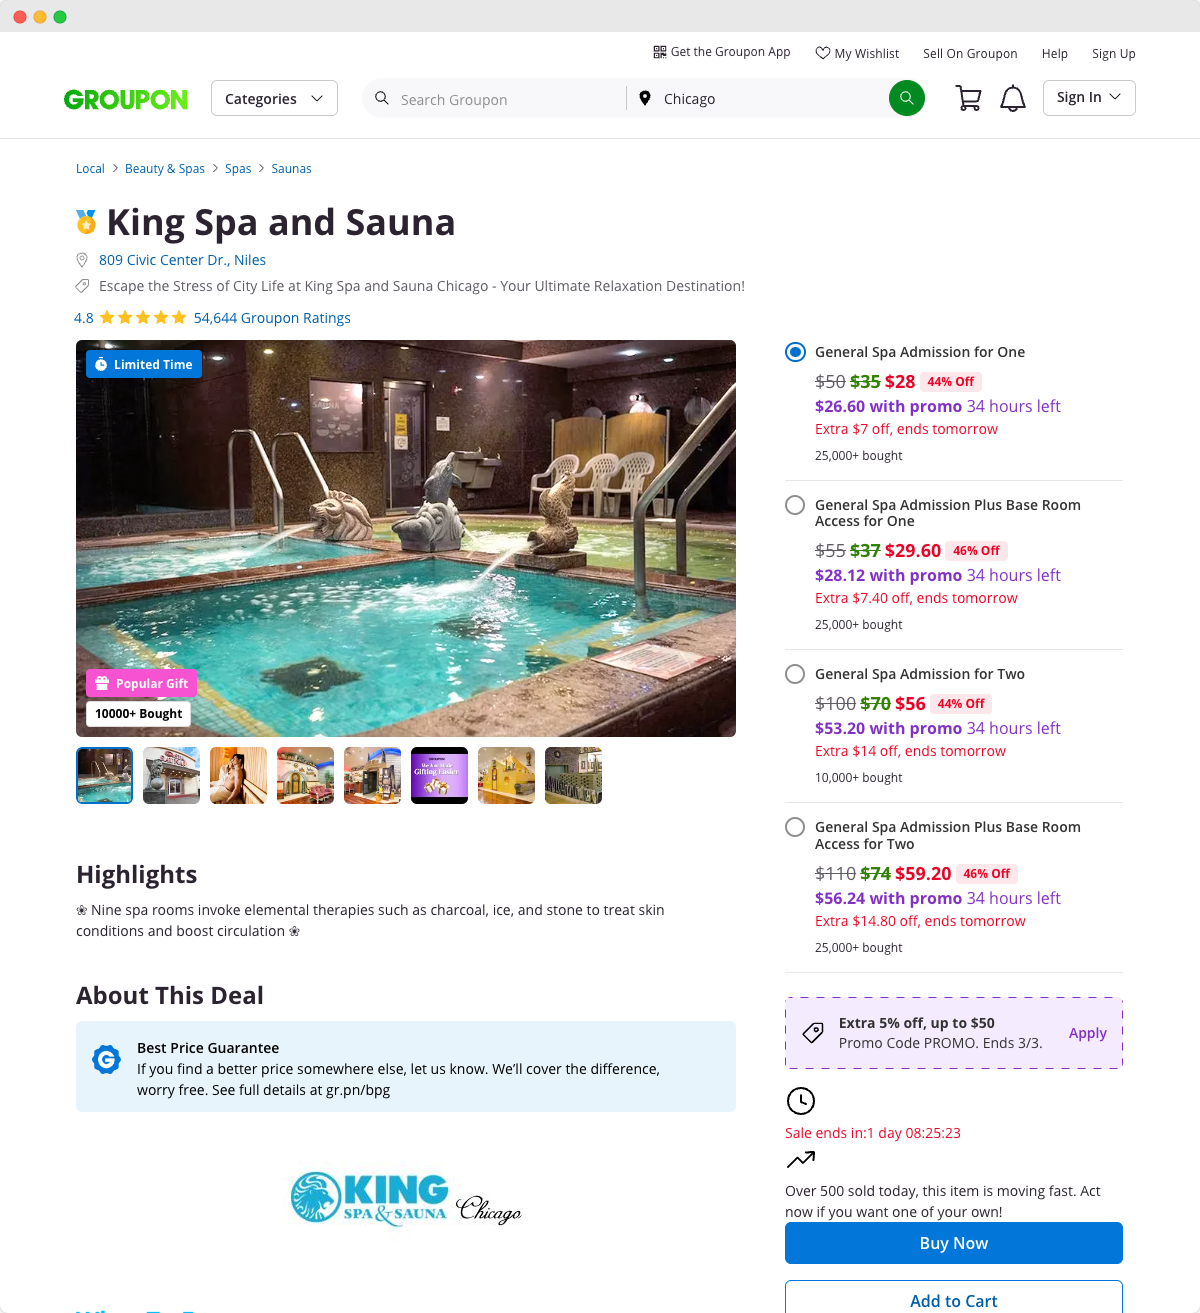 Get the Groupon App
My Wishlist
Sell On Groupon
Help
Sign Up
GROUPON
Categories
Search Groupon
Chicago
Sign In
Local > Beauty & Spas > Spas > Saunas
King Spa and Sauna
809 Civic Center Dr., Niles
Escape the Stress of City Life at King Spa and Sauna Chicago - Your Ultimate Relaxation Destination!
4.8 54,644 Groupon Ratings
Limited Time
Popular Gift
10000+ Bought
Highlights
❀ Nine spa rooms invoke elemental therapies such as charcoal, ice, and stone to treat skin
conditions and boost circulation ❀
About This Deal
Best Price Guarantee
If you find a better price somewhere else, let us know. We’ll cover the difference,
worry free. See full details at gr.pn/bpg
KING
SPA & SAUNA
Chicago
General Spa Admission for One
$50 $35 $28 44% Off
$26.60 with promo 34 hours left
Extra $7 off, ends tomorrow
25,000+ bought
General Spa Admission Plus Base Room
Access for One
$55 $37 $29.60 46% Off
$28.12 with promo 34 hours left
Extra $7.40 off, ends tomorrow
25,000+ bought
General Spa Admission for Two
$100 $70 $56 44% Off
$53.20 with promo 34 hours left
Extra $14 off, ends tomorrow
10,000+ bought
General Spa Admission Plus Base Room
Access for Two
$110 $74 $59.20 46% Off
$56.24 with promo 34 hours left
Extra $14.80 off, ends tomorrow
25,000+ bought
Extra 5% off, up to $50
Promo Code PROMO. Ends 3/3.
Apply
Sale ends in:1 day 08:25:23
Over 500 sold today, this item is moving fast. Act
now if you want one of your own!
Buy Now
Add to Cart